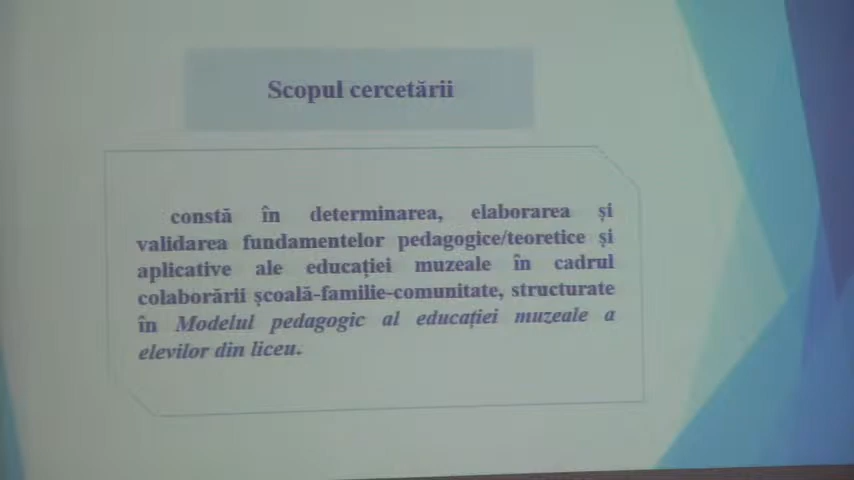 Scopul cercetării
constă în determinarea, elaborarea și
validarea fundamentelor pedagogice/teoretice și
aplicative ale educației muzeale în cadrul
colaborării școală-familie-comunitate, structurate
în Modelul pedagogic al educației muzeale a
elevilor din liceu.